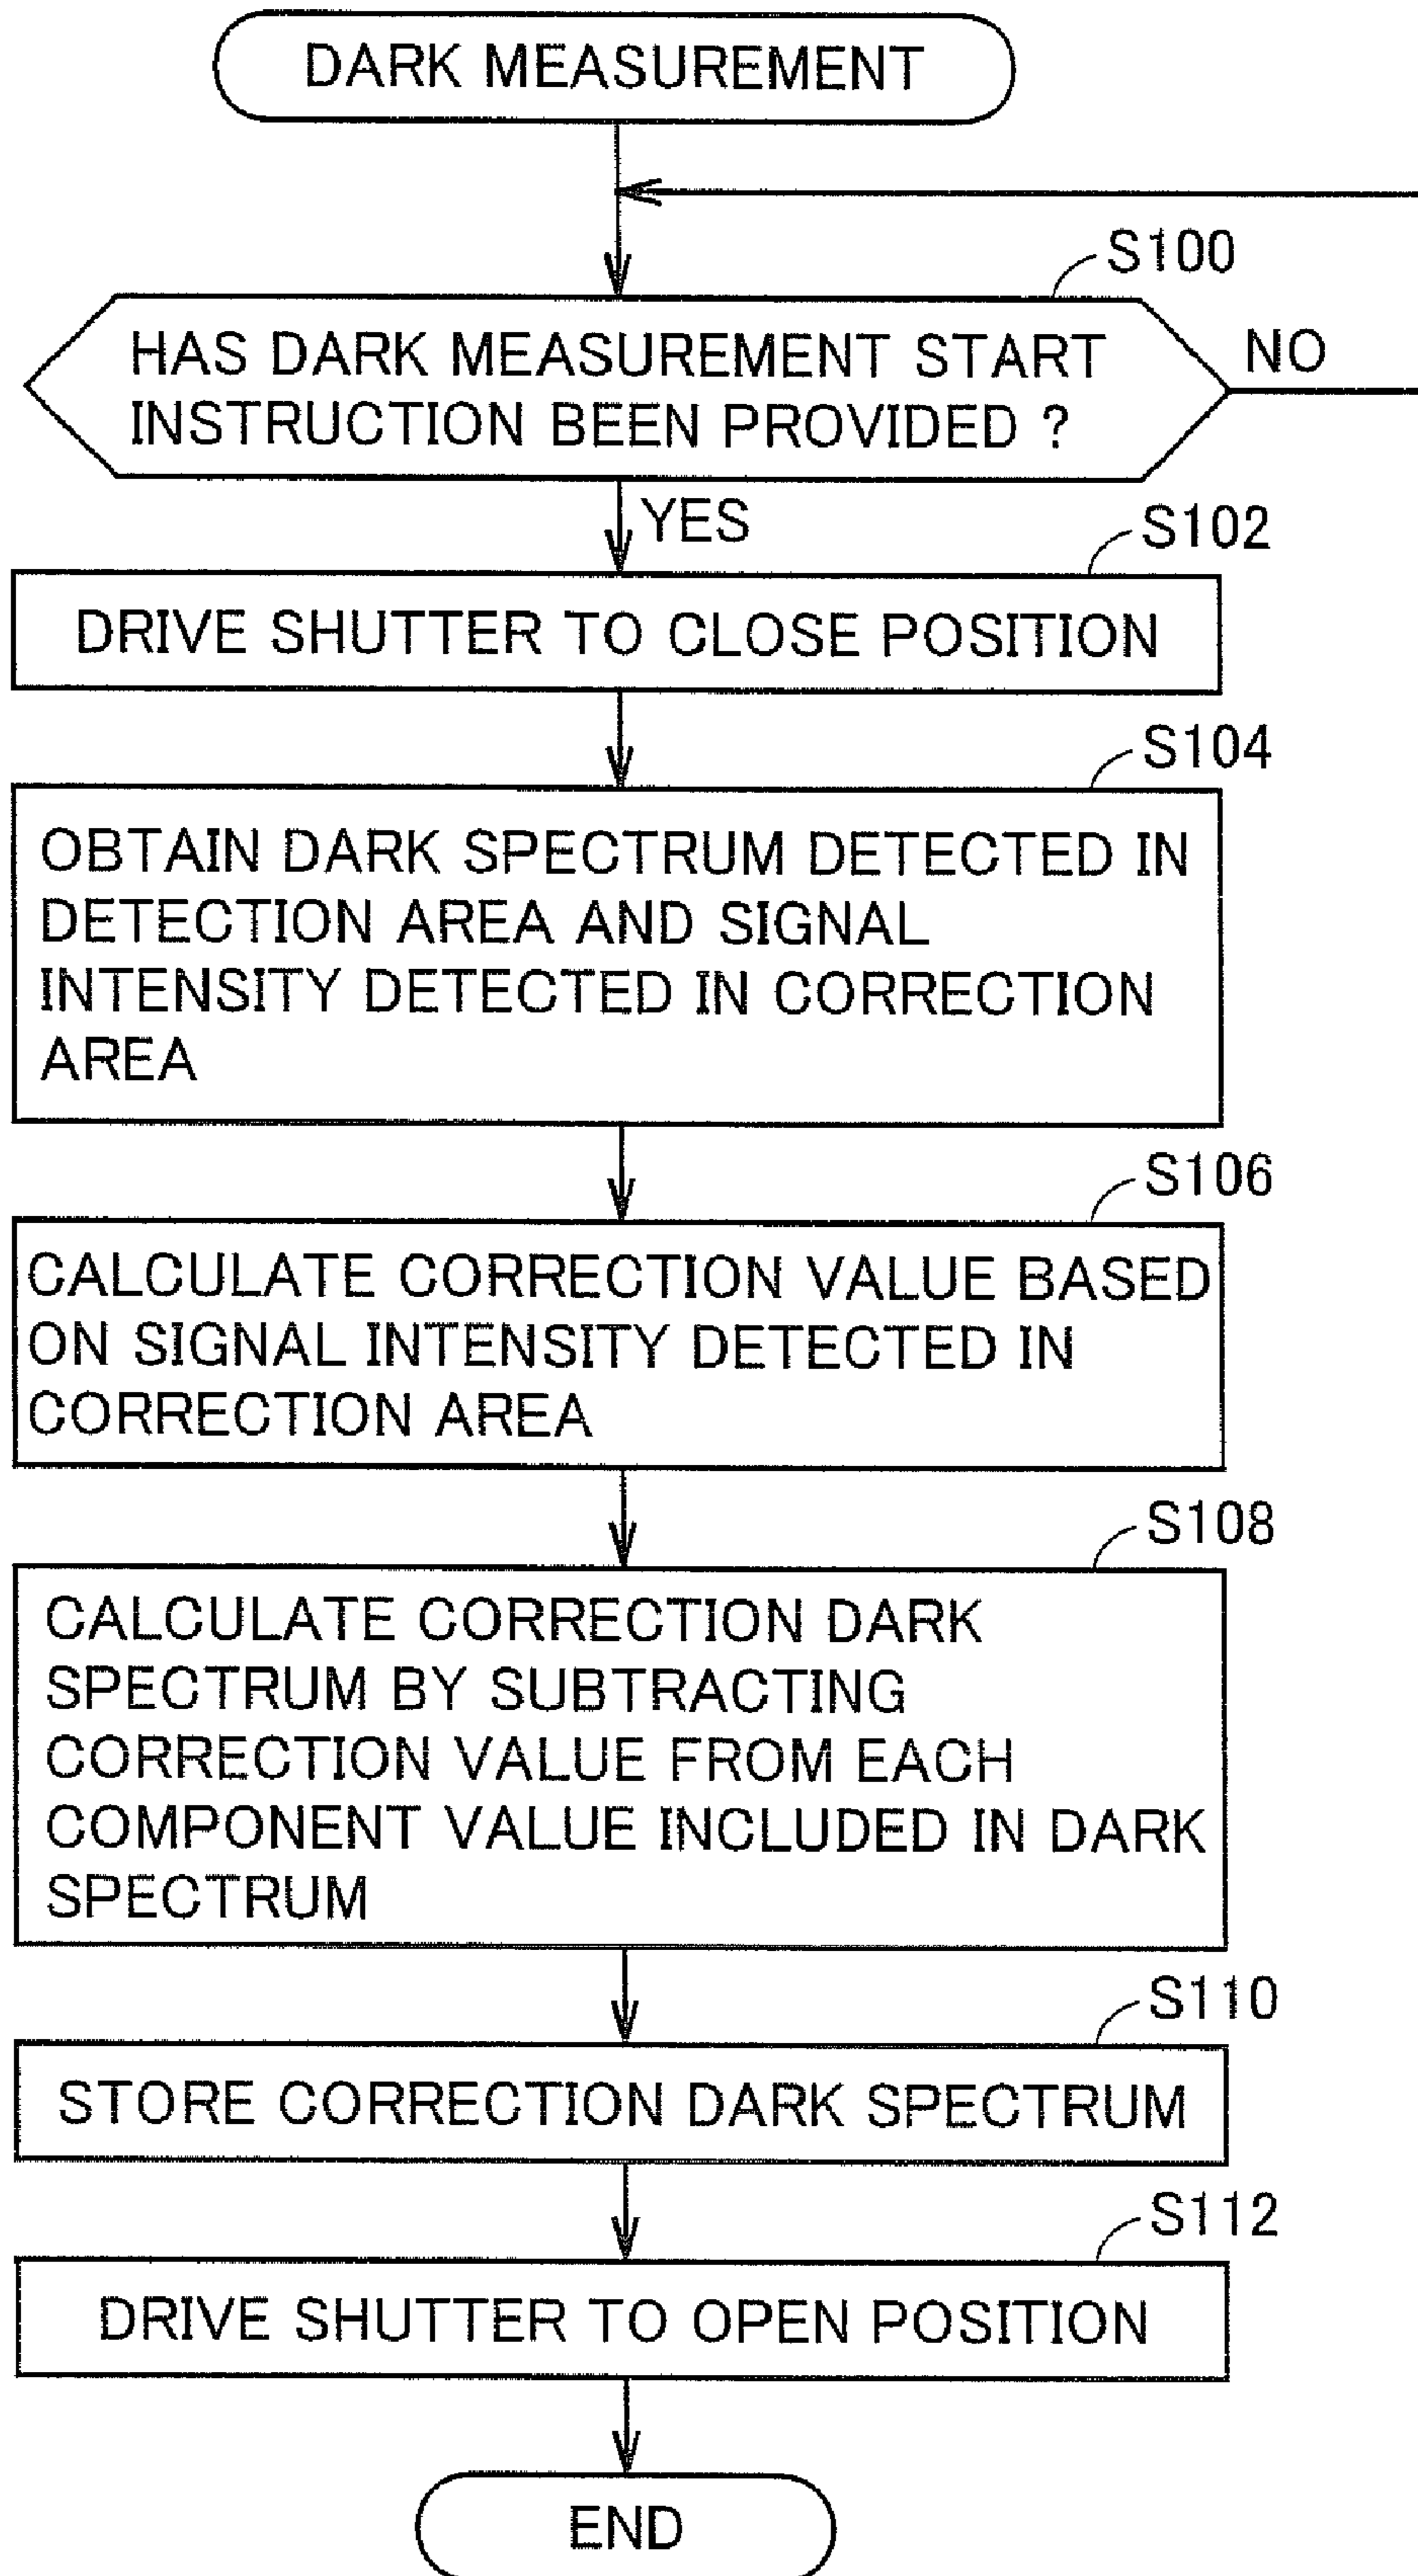 DARK MEASUREMENT
S100
HAS DARK MEASUREMENT START
INSTRUCTION BEEN PROVIDED ?
NO
YES
S102
DRIVE SHUTTER TO CLOSE POSITION
S104
OBTAIN DARK SPECTRUM DETECTED IN
DETECTION AREA AND SIGNAL
INTENSITY DETECTED IN CORRECTION
AREA
S106
CALCULATE CORRECTION VALUE BASED
ON SIGNAL INTENSITY DETECTED IN
CORRECTION AREA
S108
CALCULATE CORRECTION DARK
SPECTRUM BY SUBTRACTING
CORRECTION VALUE FROM EACH
COMPONENT VALUE INCLUDED IN DARK
SPECTRUM
S110
STORE CORRECTION DARK SPECTRUM
S112
DRIVE SHUTTER TO OPEN POSITION
END